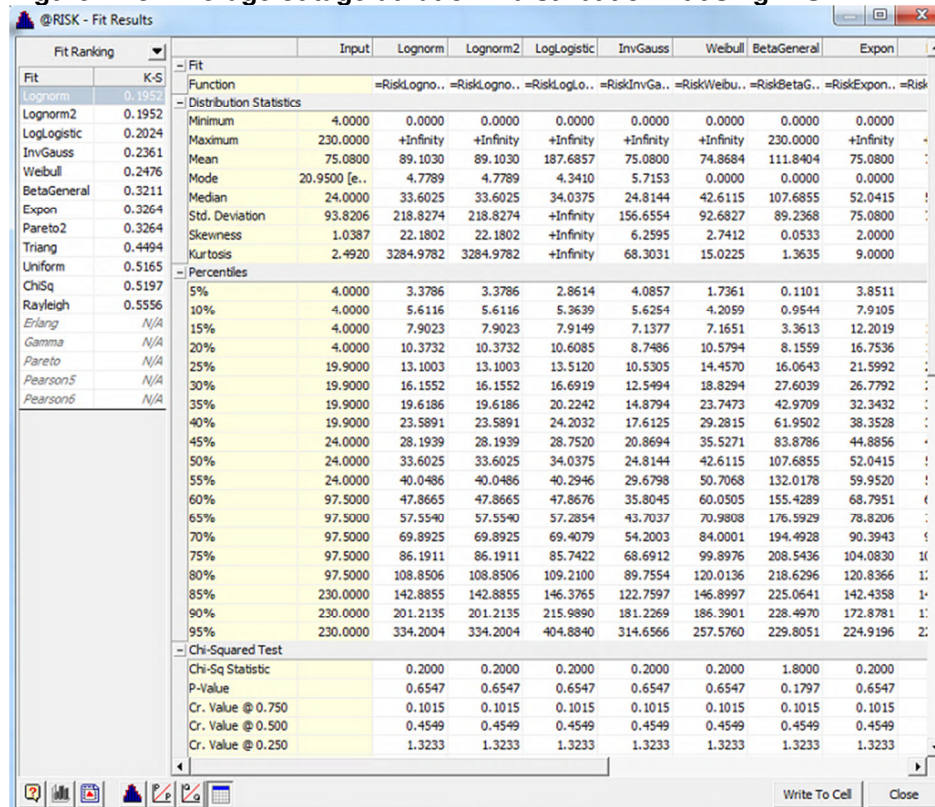 @RISK - Fit Results
Fit Ranking
Fit K-S
Lognorm 0.1952
Lognorm2 0.1952
LogLogistic 0.2024
InvGauss 0.2361
Weibull 0.2476
BetaGeneral 0.3211
Expon 0.3264
Pareto2 0.3264
Triang 0.4494
Uniform 0.5165
ChiSq 0.5197
Rayleigh 0.5556
Erlang N/A
Gamma N/A
Pareto N/A
Pearson5 N/A
Pearson6 N/A
Input Lognorm Lognorm2 LogLogistic InvGauss Weibull BetaGeneral Expon
Fit
Function =RiskLogno.. =RiskLogno.. =RiskLogLo.. =RiskInvGa.. =RiskWeibu.. =RiskBetaG.. =RiskExpon.. =Risk
Distribution Statistics
Minimum 4.0000 0.0000 0.0000 0.0000 0.0000 0.0000 0.0000 0.0000
Maximum 230.0000 +Infinity +Infinity +Infinity +Infinity +Infinity 230.0000 +Infinity
Mean 75.0800 89.1030 89.1030 187.6857 75.0800 74.8684 111.8404 75.0800
Mode 20.9500 [e.. 4.7789 4.7789 4.3410 5.7153 0.0000 0.0000 0.0000
Median 24.0000 33.6025 33.6025 34.0375 24.8144 42.6115 107.6855 52.0415
Std. Deviation 93.8206 218.8274 218.8274 +Infinity 156.6554 92.6827 89.2368 75.0800
Skewness 1.0387 22.1802 22.1802 +Infinity 6.2595 2.7412 0.0533 2.0000
Kurtosis 2.4920 3284.9782 3284.9782 +Infinity 68.3031 15.0225 1.3635 9.0000
Percentiles
5% 4.0000 3.3786 3.3786 2.8614 4.0857 1.7361 0.1101 3.8511
10% 4.0000 5.6116 5.6116 5.3639 5.6254 4.2059 0.9544 7.9105
15% 4.0000 7.9023 7.9023 7.9149 7.1377 7.1651 3.3613 12.2019
20% 4.0000 10.3732 10.3732 10.6085 8.7486 10.5794 8.1559 16.7536
25% 19.9000 13.1003 13.1003 13.5120 10.5305 14.4570 16.0643 21.5992
30% 19.9000 16.1552 16.1552 16.6919 12.5494 18.8294 27.6039 26.7792
35% 19.9000 19.6186 19.6186 20.2242 14.8794 23.7473 42.9709 32.3432
40% 19.9000 23.5891 23.5891 24.2032 17.6125 29.2815 61.9502 38.3528
45% 24.0000 28.1939 28.1939 28.7520 20.8694 35.5271 83.8786 44.8856
50% 24.0000 33.6025 33.6025 34.0375 24.8144 42.6115 107.6855 52.0415
55% 24.0000 40.0486 40.0486 40.2946 29.6798 50.7068 132.0178 59.9520
60% 97.5000 47.8665 47.8665 47.8676 35.8045 60.0505 155.4289 68.7951
65% 97.5000 57.5540 57.5540 57.2854 43.7037 70.9808 176.5929 78.8206
70% 97.5000 69.8925 69.8925 69.4079 54.2003 84.0001 194.4928 90.3943
75% 97.5000 86.1911 86.1911 85.7422 68.6912 99.8976 208.5436 104.0830
80% 97.5000 108.8506 108.8506 109.2100 89.7554 120.0136 218.6296 120.8366
85% 230.0000 142.8855 142.8855 146.3765 122.7597 146.8997 225.0641 142.4358
90% 230.0000 201.2135 201.2135 215.9890 181.2269 186.3901 228.4970 172.8781
95% 230.0000 334.2004 334.2004 404.8840 314.6566 257.5760 229.8051 224.9196
Chi-Squared Test
Chi-Sq Statistic 0.2000 0.2000 0.2000 0.2000 0.2000 1.8000 0.2000
P-Value 0.6547 0.6547 0.6547 0.6547 0.6547 0.1797 0.6547
Cr. Value @ 0.750 0.1015 0.1015 0.1015 0.1015 0.1015 0.1015 0.1015
Cr. Value @ 0.500 0.4549 0.4549 0.4549 0.4549 0.4549 0.4549 0.4549
Cr. Value @ 0.250 1.3233 1.3233 1.3233 1.3233 1.3233 1.3233 1.3233
Write To Cell Close